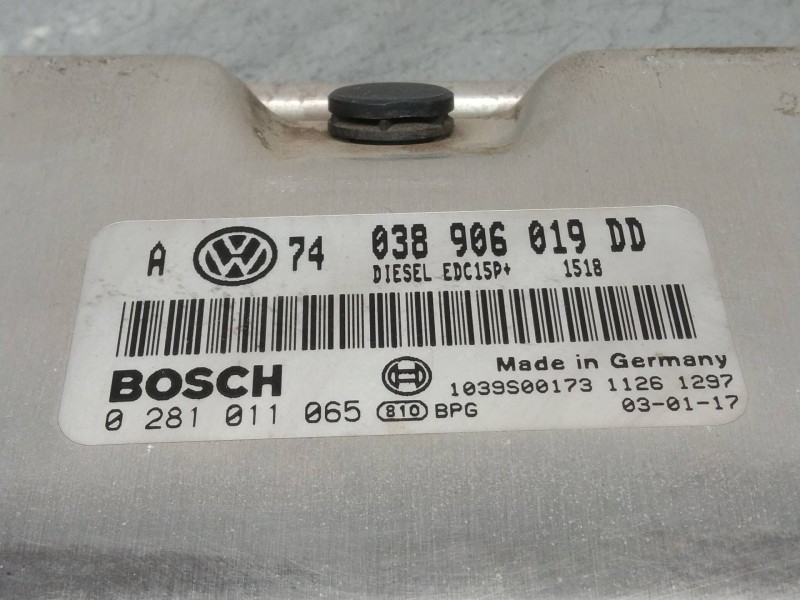 A VW 74 038 906 019 DD
DIESEL EDC15P+ 1518
BOSCH
Made in Germany
1039S00173 1126 1297
0 281 011 065 810 BPG
03-01-17